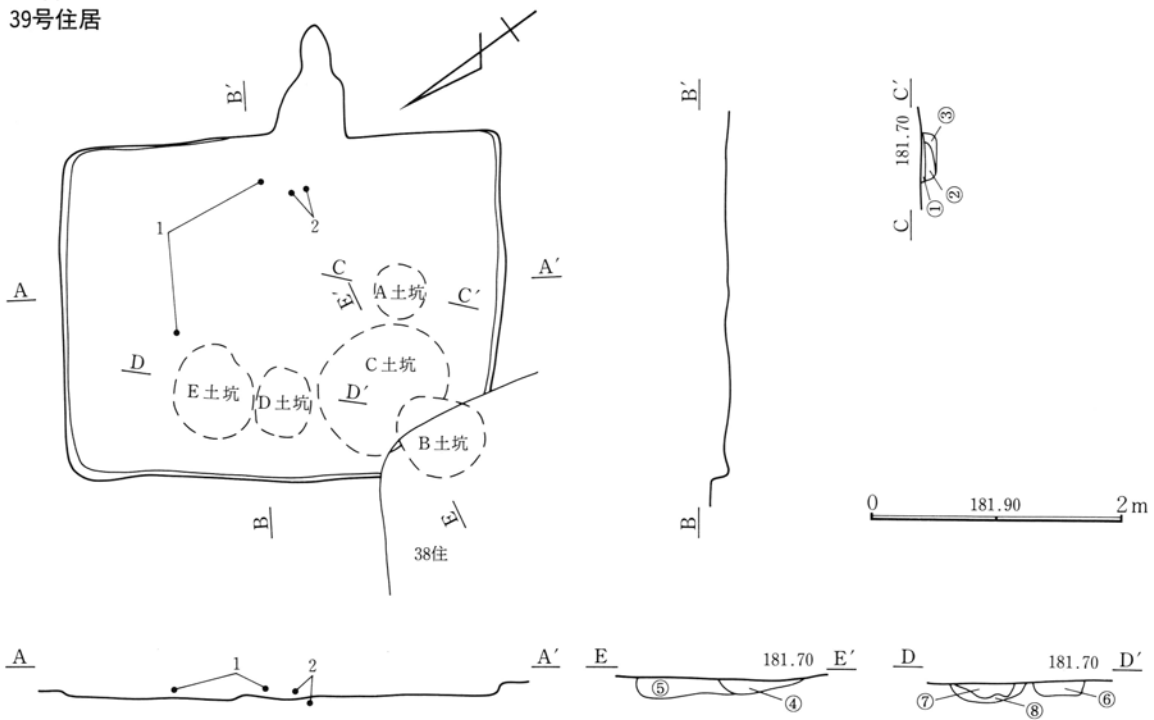 39号住居
B′
B′
C′
181.70
③
②
①
C
1
2
A
A′
C
E′
A土坑
C′
D
C土坑
E土坑
D土坑
D′
B土坑
B
E
B
38住
0 181.90 2m
A
1
2
A′
E
181.70
E′
⑤
④
D
181.70
D′
⑦
⑧
⑥